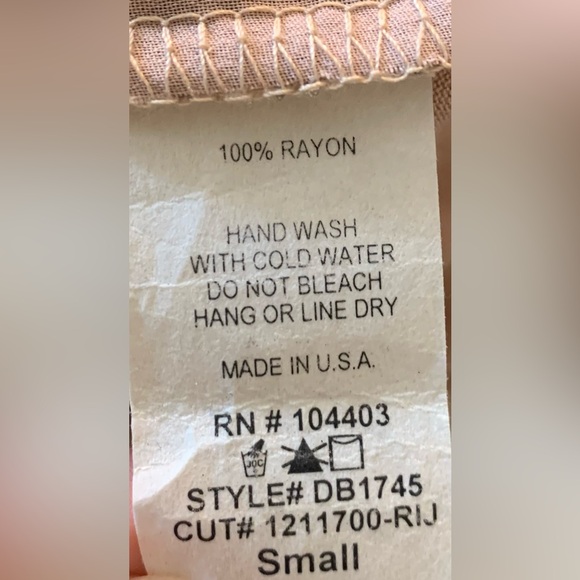 100% RAYON
HAND WASH
WITH COLD WATER
DO NOT BLEACH
HANG OR LINE DRY
MADE IN U.S.A.
RN # 104403
STYLE# DB1745
CUT# 1211700-RIJ
Small